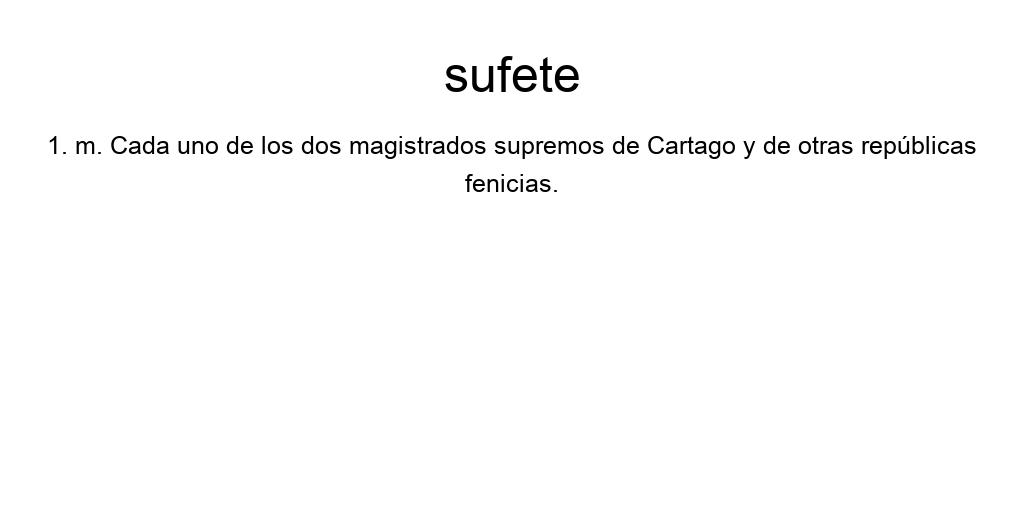 sufete
1. m. Cada uno de los dos magistrados supremos de Cartago y de otras repúblicas
fenicias.